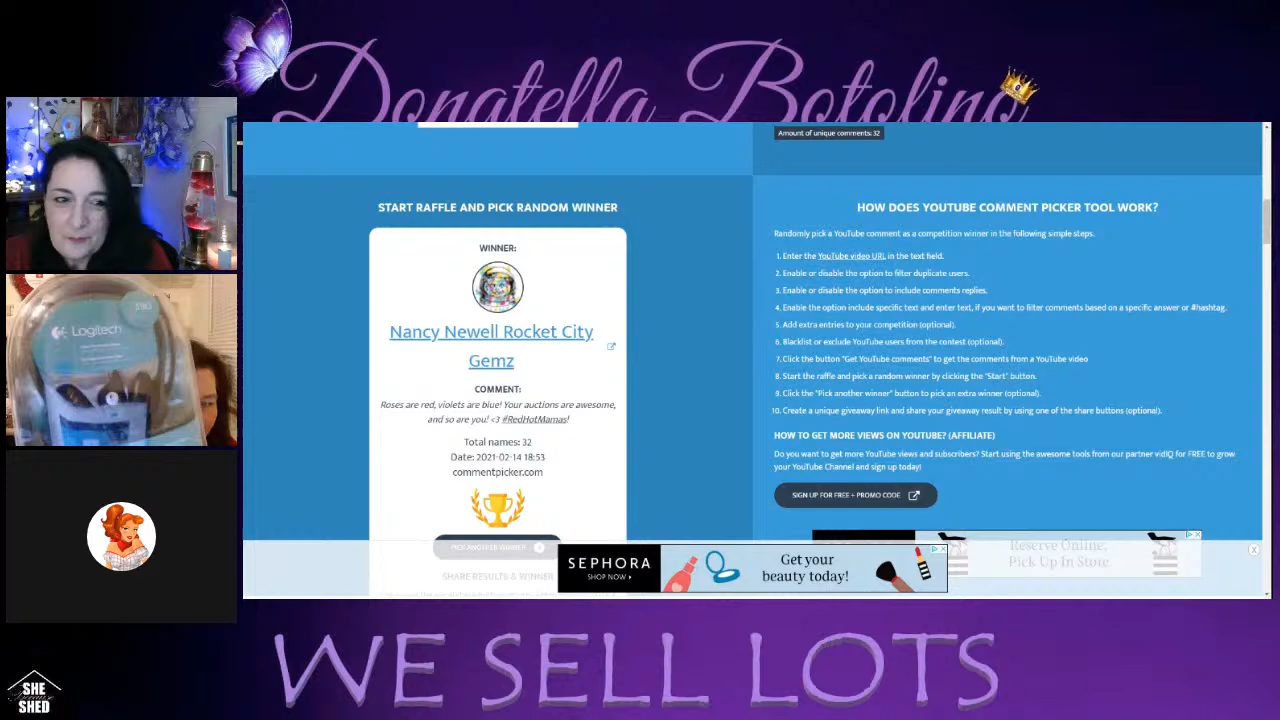 Donatella Botolino
Logitech
Amount of unique comments: 32
START RAFFLE AND PICK RANDOM WINNER
WINNER:
Nancy Newell Rocket City
Gemz
COMMENT:
Roses are red, violets are blue! Your auctions are awesome,
and so are you! <3 #RedHotMamas!
Total names: 32
Date: 2021-02-14 18:53
commentpicker.com
PICK ANOTHER WINNER
SHARE RESULTS & WINNER
HOW DOES YOUTUBE COMMENT PICKER TOOL WORK?
Randomly pick a YouTube comment as a competition winner in the following simple steps.
1. Enter the YouTube video URL in the text field.
2. Enable or disable the option to filter duplicate users.
3. Enable or disable the option to include comments replies.
4. Enable the option include specific text and enter text, if you want to filter comments based on a specific answer or #hashtag.
5. Add extra entries to your competition (optional).
6. Blacklist or exclude YouTube users from the contest (optional).
7. Click the button "Get YouTube comments" to get the comments from a YouTube video
8. Start the raffle and pick a random winner by clicking the "Start" button.
9. Click the "Pick another winner" button to pick an extra winner (optional).
10. Create a unique giveaway link and share your giveaway result by using one of the share buttons (optional).
HOW TO GET MORE VIEWS ON YOUTUBE? (AFFILIATE)
Do you want to get more YouTube views and subscribers? Start using the awesome tools from our partner vidIQ for FREE to grow
your YouTube Channel and sign up today!
SIGN UP FOR FREE + PROMO CODE
Reserve Online,
Pick Up In Store.
SEPHORA
SHOP NOW
Get your
beauty today!
WE SELL LOTS
SHE
Because
SHED